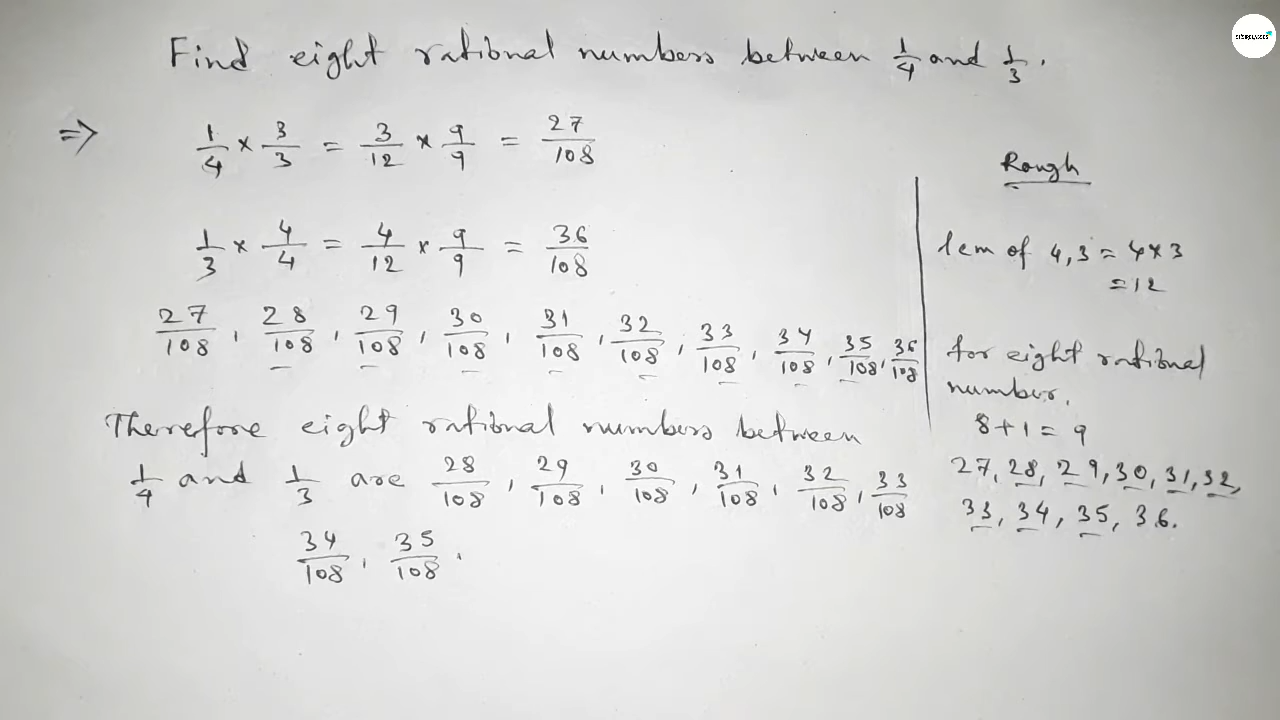 Find eight rational numbers between 1/4 and 1/3.
=> 1/4 × 3/3 = 3/12 × 9/9 = 27/108
1/3 × 4/4 = 4/12 × 9/9 = 36/108
27/108, 28/108, 29/108, 30/108, 31/108, 32/108, 33/108, 34/108, 35/108, 36/108
Therefore eight rational numbers between
1/4 and 1/3 are 28/108, 29/108, 30/108, 31/108, 32/108, 33/108
34/108, 35/108.
Rough
lcm of 4,3 = 4×3
=12
for eight rational
number.
8+1=9
27, 28, 29, 30, 31, 32,
33, 34, 35, 36.